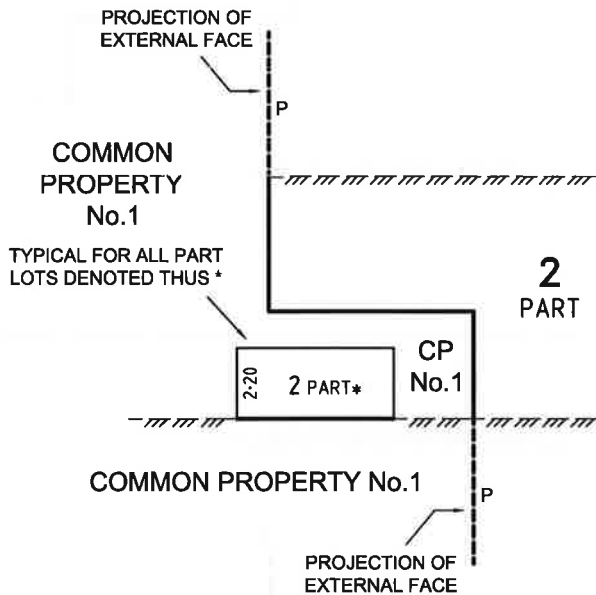 PROJECTION OF
EXTERNAL FACE
P
COMMON
PROPERTY
No.1
TYPICAL FOR ALL PART
LOTS DENOTED THUS *
2
PART
CP
No.1
2·20
2 PART*
COMMON PROPERTY No.1
P
PROJECTION OF
EXTERNAL FACE